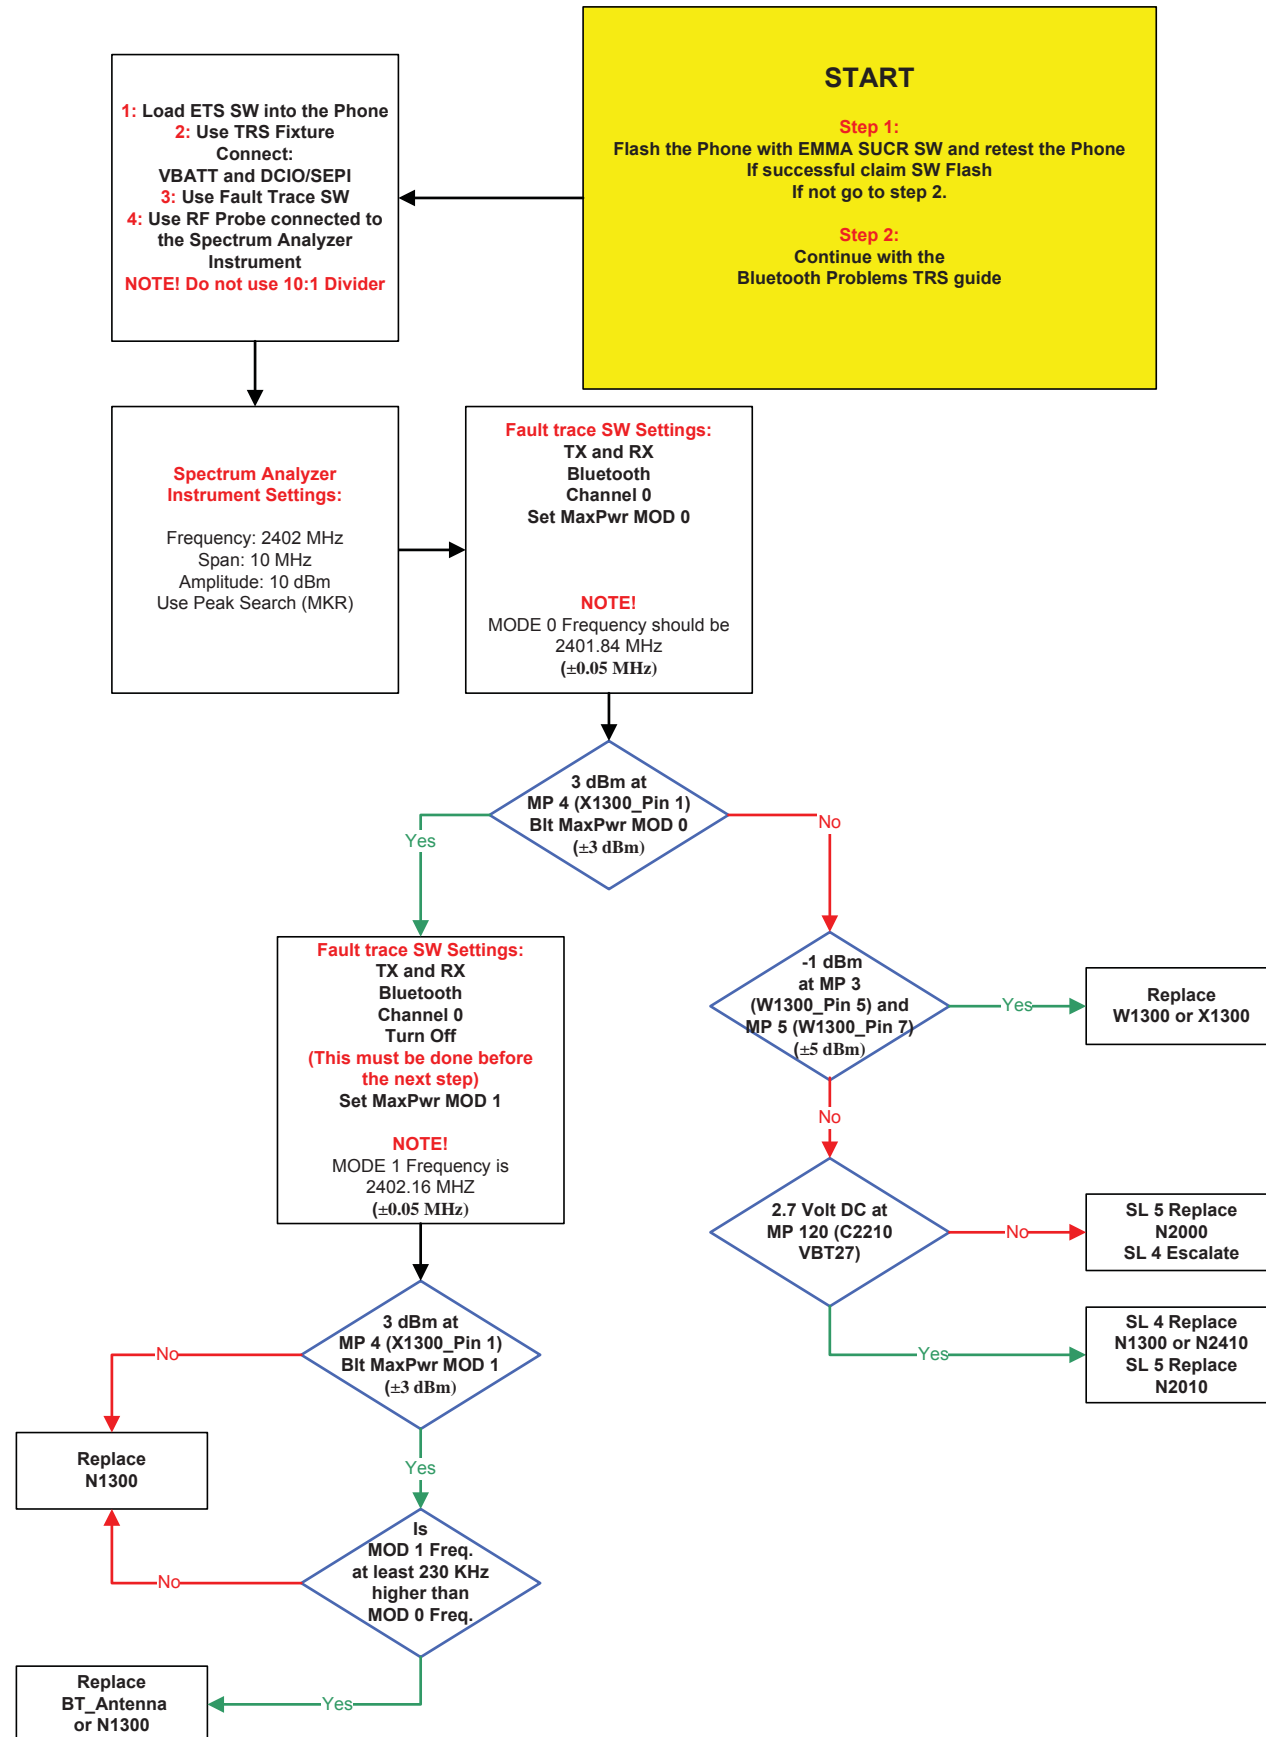 START
Step 1:
Flash the Phone with EMMA SUCR SW and retest the Phone
If successful claim SW Flash
If not go to step 2.
Step 2:
Continue with the
Bluetooth Problems TRS guide
1: Load ETS SW into the Phone
2: Use TRS Fixture
Connect:
VBATT and DCIO/SEPI
3: Use Fault Trace SW
4: Use RF Probe connected to
the Spectrum Analyzer
Instrument
NOTE! Do not use 10:1 Divider
Spectrum Analyzer
Instrument Settings:
Frequency: 2402 MHz
Span: 10 MHz
Amplitude: 10 dBm
Use Peak Search (MKR)
Fault trace SW Settings:
TX and RX
Bluetooth
Channel 0
Set MaxPwr MOD 0
NOTE!
MODE 0 Frequency should be
2401.84 MHz
(±0.05 MHz)
3 dBm at
MP 4 (X1300_Pin 1)
Blt MaxPwr MOD 0
(±3 dBm)
Yes
No
Fault trace SW Settings:
TX and RX
Bluetooth
Channel 0
Turn Off
(This must be done before
the next step)
Set MaxPwr MOD 1
NOTE!
MODE 1 Frequency is
2402.16 MHZ
(±0.05 MHz)
-1 dBm
at MP 3
(W1300_Pin 5) and
MP 5 (W1300_Pin 7)
(±5 dBm)
Yes
Replace
W1300 or X1300
No
2.7 Volt DC at
MP 120 (C2210
VBT27)
No
SL 5 Replace
N2000
SL 4 Escalate
Yes
SL 4 Replace
N1300 or N2410
SL 5 Replace
N2010
3 dBm at
MP 4 (X1300_Pin 1)
Blt MaxPwr MOD 1
(±3 dBm)
No
Replace
N1300
Yes
Is
MOD 1 Freq.
at least 230 KHz
higher than
MOD 0 Freq.
No
Yes
Replace
BT_Antenna
or N1300